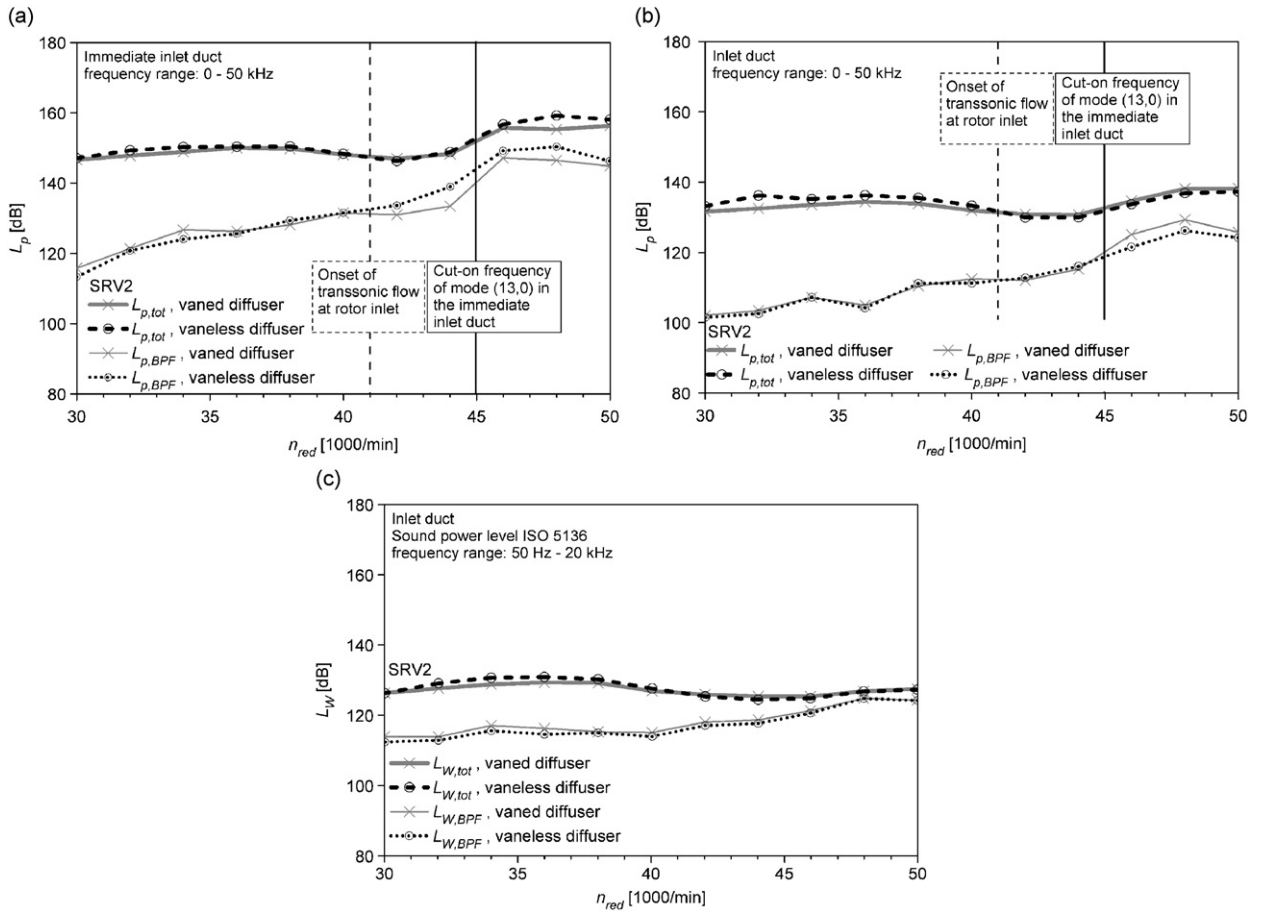 (a)
180
160
140
120
100
80
L_p [dB]
Immediate inlet duct
frequency range: 0 - 50 kHz
Onset of
transsonic flow
at rotor inlet
Cut-on frequency
of mode (13,0) in
the immediate
inlet duct
SRV2
L_p,tot , vaned diffuser
L_p,tot , vaneless diffuser
L_p,BPF , vaned diffuser
L_p,BPF , vaneless diffuser
30 35 40 45 50
n_red [1000/min]
(b)
180
160
140
120
100
80
L_p [dB]
Inlet duct
frequency range: 0 - 50 kHz
Onset of
transsonic flow
at rotor inlet
Cut-on frequency
of mode (13,0) in
the immediate
inlet duct
SRV2
L_p,tot , vaned diffuser
L_p,BPF , vaned diffuser
L_p,tot , vaneless diffuser
L_p,BPF , vaneless diffuser
30 35 40 45 50
n_red [1000/min]
(c)
180
160
140
120
100
80
L_W [dB]
Inlet duct
Sound power level ISO 5136
frequency range: 50 Hz - 20 kHz
SRV2
L_W,tot , vaned diffuser
L_W,tot , vaneless diffuser
L_W,BPF , vaned diffuser
L_W,BPF , vaneless diffuser
30 35 40 45 50
n_red [1000/min]